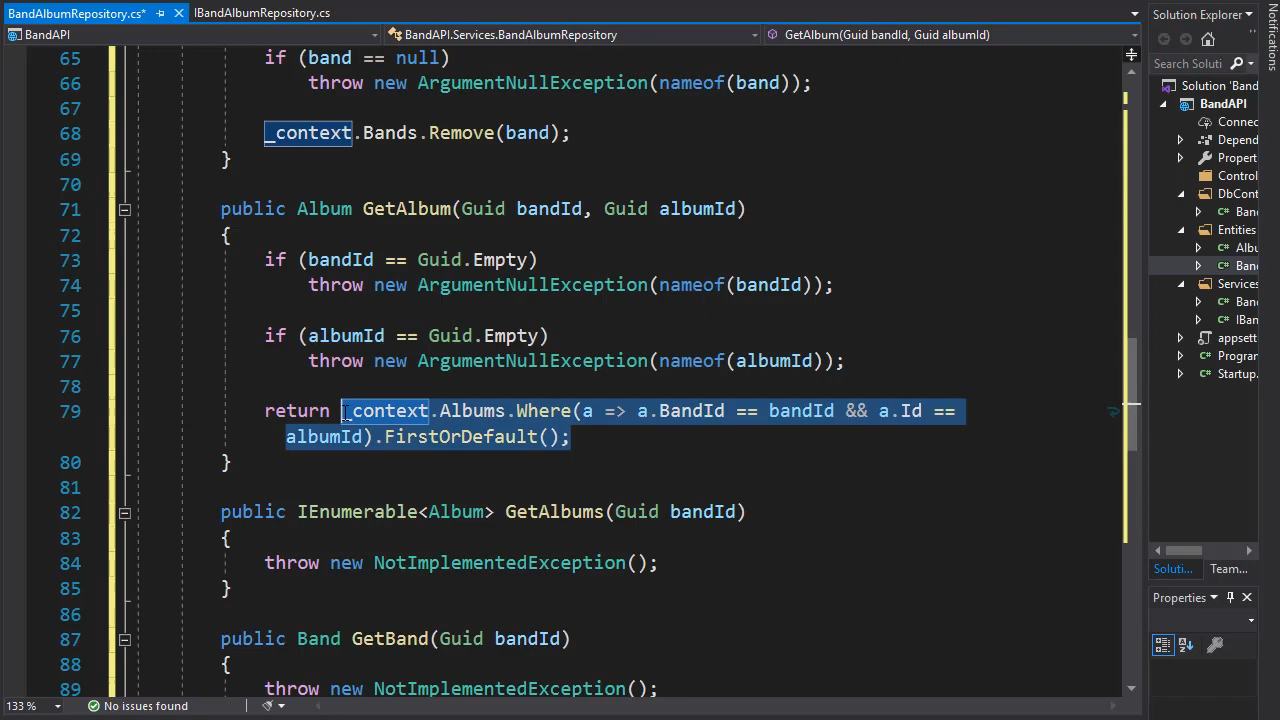 BandAlbumRepository.cs* IBandAlbumRepository.cs
BandAPI BandAPI.Services.BandAlbumRepository GetAlbum(Guid bandId, Guid albumId)
65 if (band == null)
66 throw new ArgumentNullException(nameof(band));
67
68 _context.Bands.Remove(band);
69 }
70
71 public Album GetAlbum(Guid bandId, Guid albumId)
72 {
73 if (bandId == Guid.Empty)
74 throw new ArgumentNullException(nameof(bandId));
75
76 if (albumId == Guid.Empty)
77 throw new ArgumentNullException(nameof(albumId));
78
79 return _context.Albums.Where(a => a.BandId == bandId && a.Id ==
albumId).FirstOrDefault();
80 }
81
82 public IEnumerable<Album> GetAlbums(Guid bandId)
83 {
84 throw new NotImplementedException();
85 }
86
87 public Band GetBand(Guid bandId)
88 {
89 throw new NotImplementedException();
133 % No issues found
Solution Explorer
Search Soluti
Solution 'Band
BandAPI
Connec
Depend
Propert
Control
DbCont
Ban
Entities
Albu
Ban
Services
Ban
IBan
appsett
Program
Startup.
Soluti... Team...
Properties
Notifications